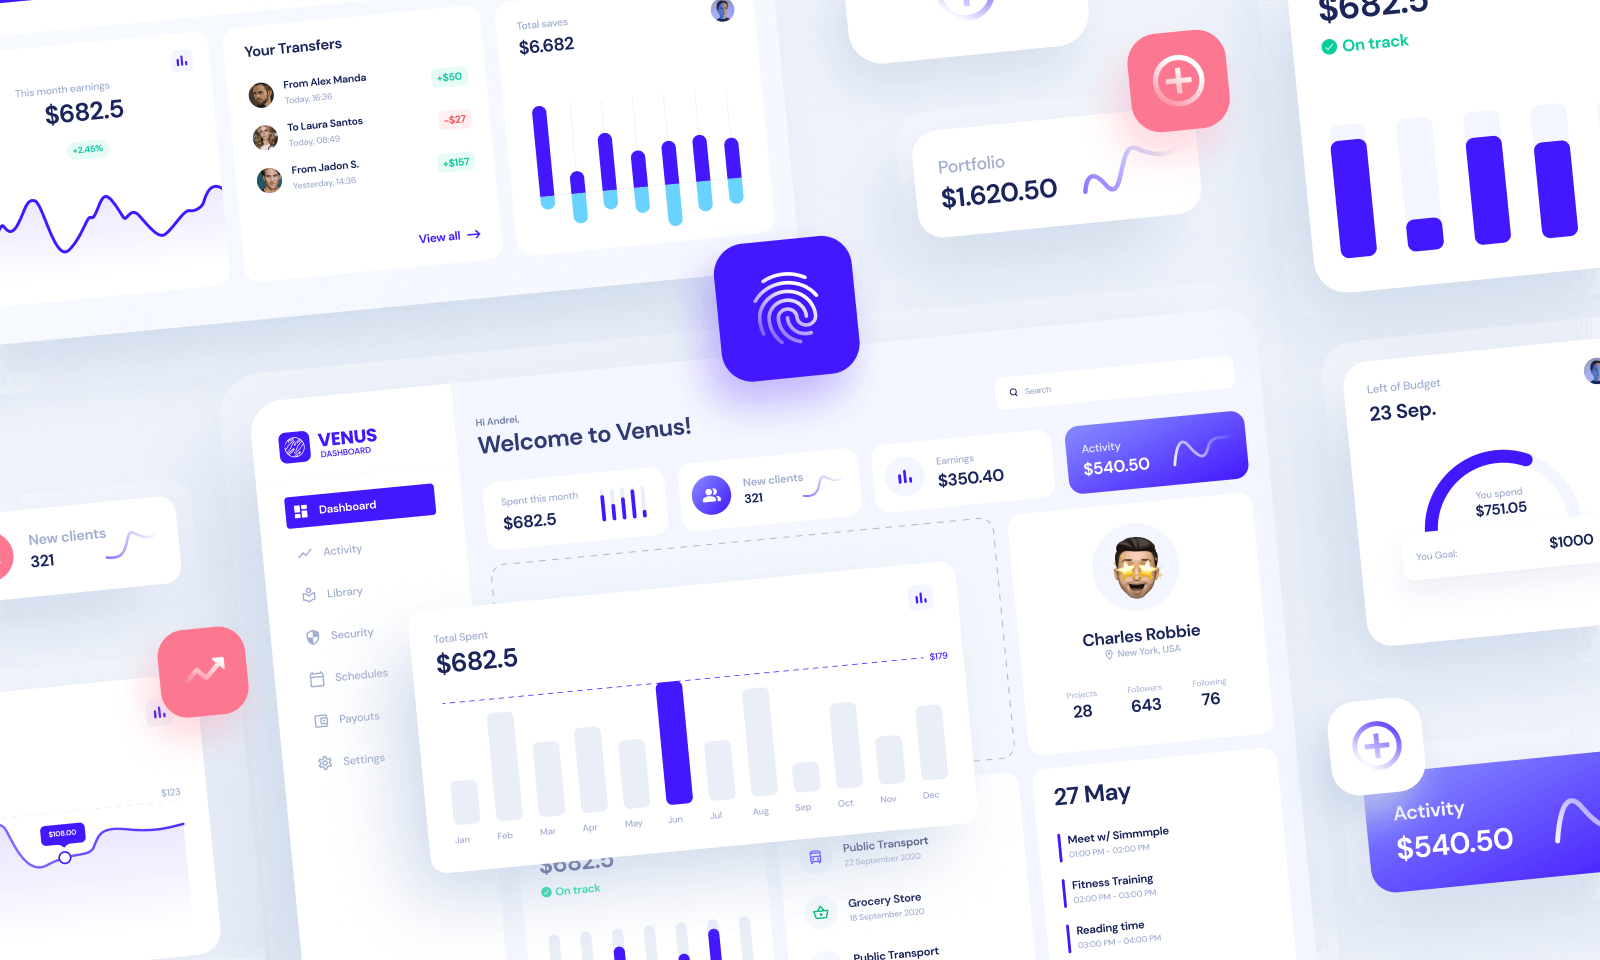 This month earnings
$682.5
+2.45%
Your Transfers
From Alex Manda
Today, 16:36
+$50
To Laura Santos
Today, 08:49
-$27
From Jadon S.
Yesterday, 14:36
+$157
View all
Total saves
$6.682
Portfolio
$1.620.50
$682.5
On track
Left of Budget
23 Sep.
You spend
$751.05
You Goal:
$1000
Activity
$540.50
New clients
321
$123
$108.00
VENUS
DASHBOARD
Dashboard
Activity
Library
Security
Schedules
Payouts
Settings
Hi Andrei,
Welcome to Venus!
Search
Spent this month
$682.5
New clients
321
Earnings
$350.40
Activity
$540.50
Total Spent
$682.5
$179
Jan
Feb
Mar
Apr
May
Jun
Jul
Aug
Sep
Oct
Nov
Dec
Charles Robbie
New York, USA
Projects
28
Followers
643
Following
76
$682.5
On track
Public Transport
22 September 2020
Grocery Store
18 September 2020
Public Transport
27 May
Meet w/ Simmmple
01:00 PM - 02:00 PM
Fitness Training
02:00 PM - 03:00 PM
Reading time
03:00 PM - 04:00 PM